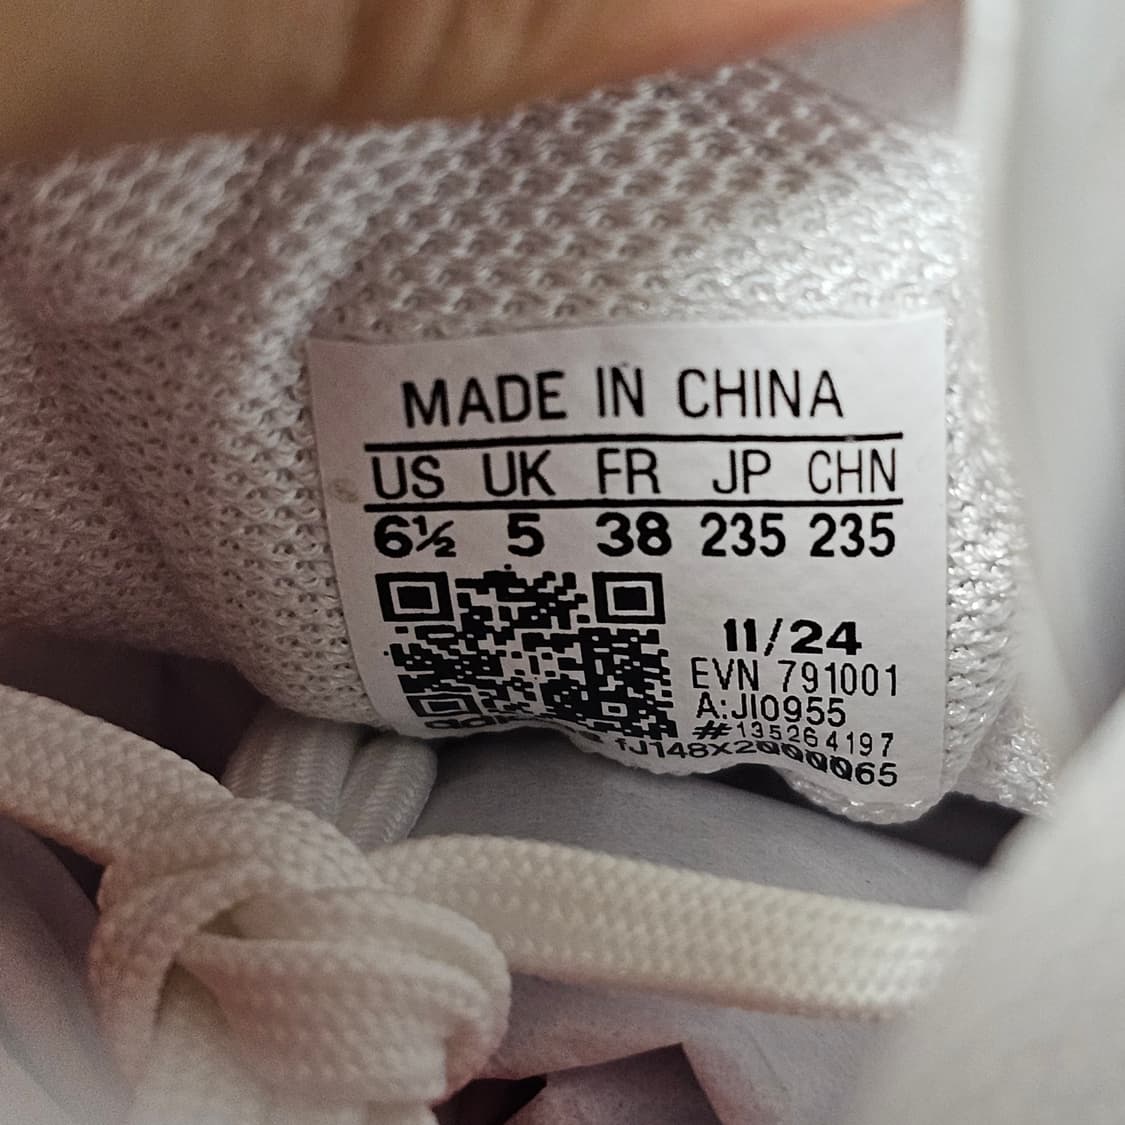 MADE IN CHINA
US UK FR JP CHN
6½ 5 38 235 235
11/24
EVN 791001
A:JI0955
#135264197